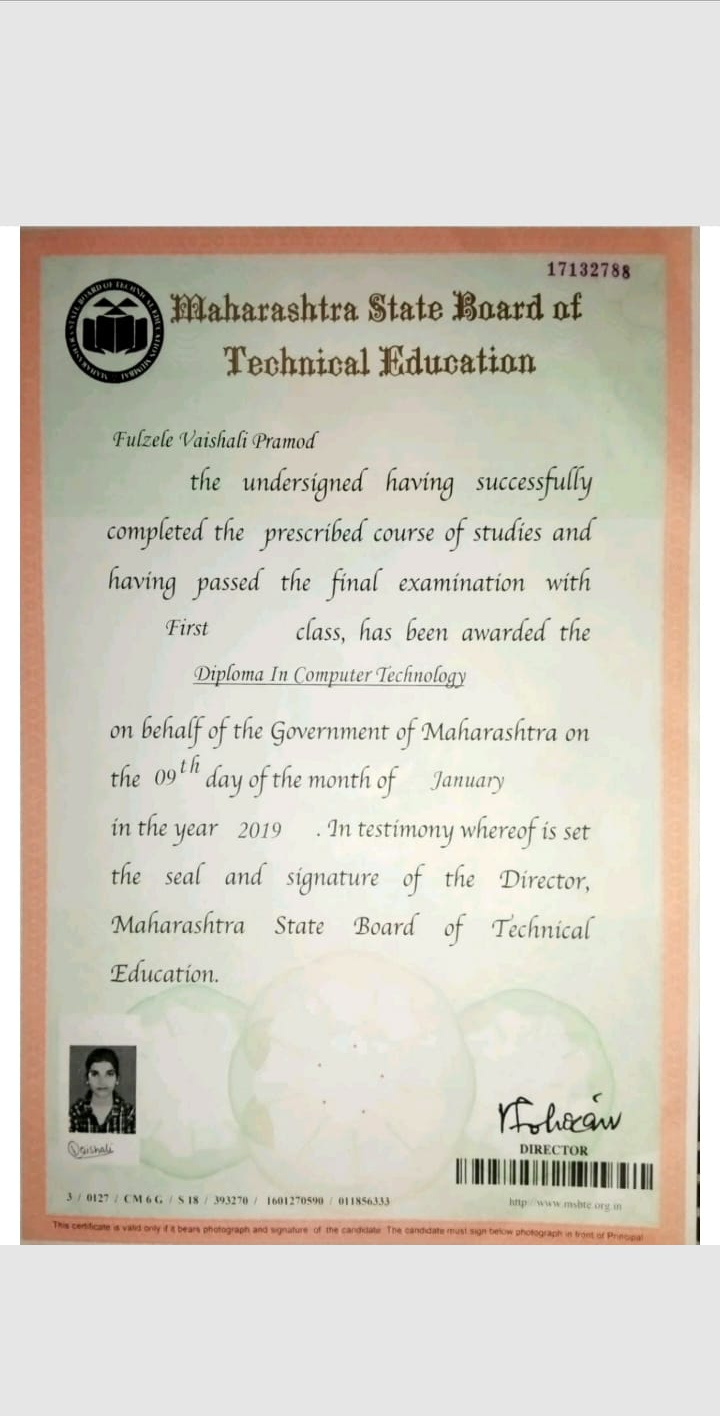 17132788
Maharashtra State Board of
Technical Education
Fulzele Vaishali Pramod
the undersigned having successfully
completed the prescribed course of studies and
having passed the final examination with
First class, has been awarded the
Diploma In Computer Technology
on behalf of the Government of Maharashtra on
the 09th day of the month of January
in the year 2019 . In testimony whereof is set
the seal and signature of the Director,
Maharashtra State Board of Technical
Education.
Vaishali
DIRECTOR
3 / 0127 / CM 6 G / S 18 / 393270 / 1601270590 / 011856333
http www.msbte.org.in
This certificate is valid only if it bears photograph and signature of the candidate. The candidate must sign below photograph in front of Principal